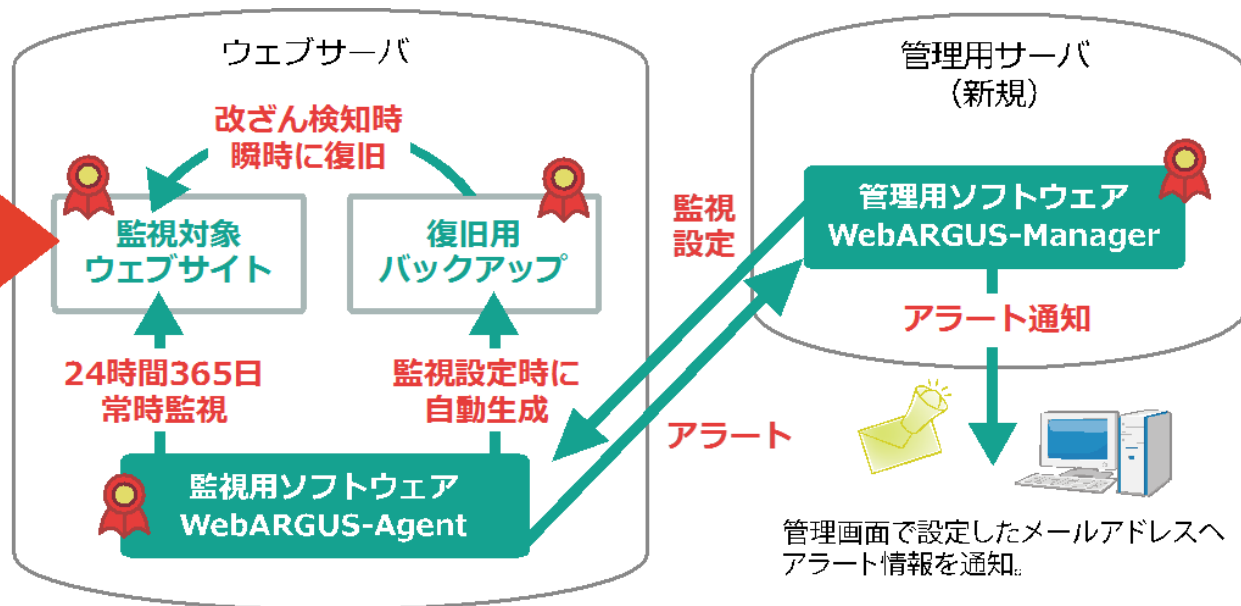 ウェブサーバ
改ざん検知時
瞬時に復旧
監視対象
ウェブサイト
復旧用
バックアップ
24時間365日
常時監視
監視設定時に
自動生成
監視用ソフトウェア
WebARGUS-Agent
監視
設定
アラート
管理用サーバ
（新規）
管理用ソフトウェア
WebARGUS-Manager
アラート通知
管理画面で設定したメールアドレスへ
アラート情報を通知。